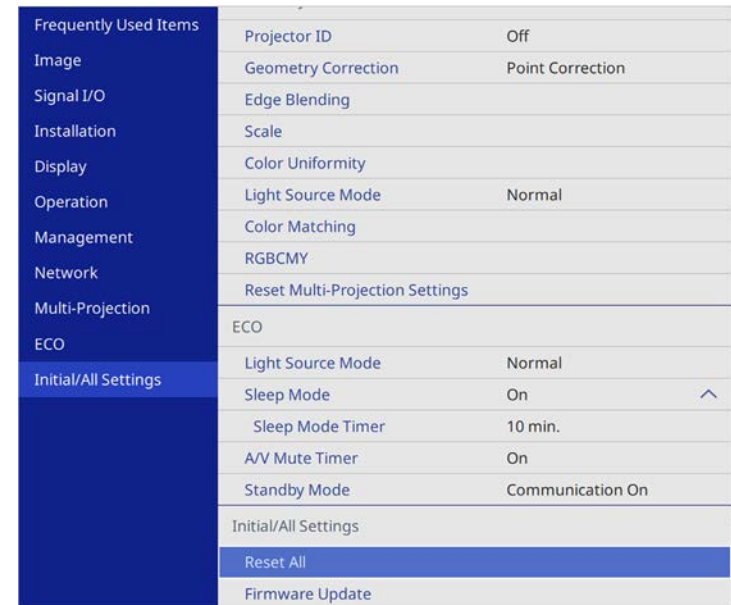 Frequently Used Items
Image
Signal I/O
Installation
Display
Operation
Management
Network
Multi-Projection
ECO
Initial/All Settings
Projector ID Off
Geometry Correction Point Correction
Edge Blending
Scale
Color Uniformity
Light Source Mode Normal
Color Matching
RGBCMY
Reset Multi-Projection Settings
ECO
Light Source Mode Normal
Sleep Mode On
Sleep Mode Timer 10 min.
A/V Mute Timer On
Standby Mode Communication On
Initial/All Settings
Reset All
Firmware Update